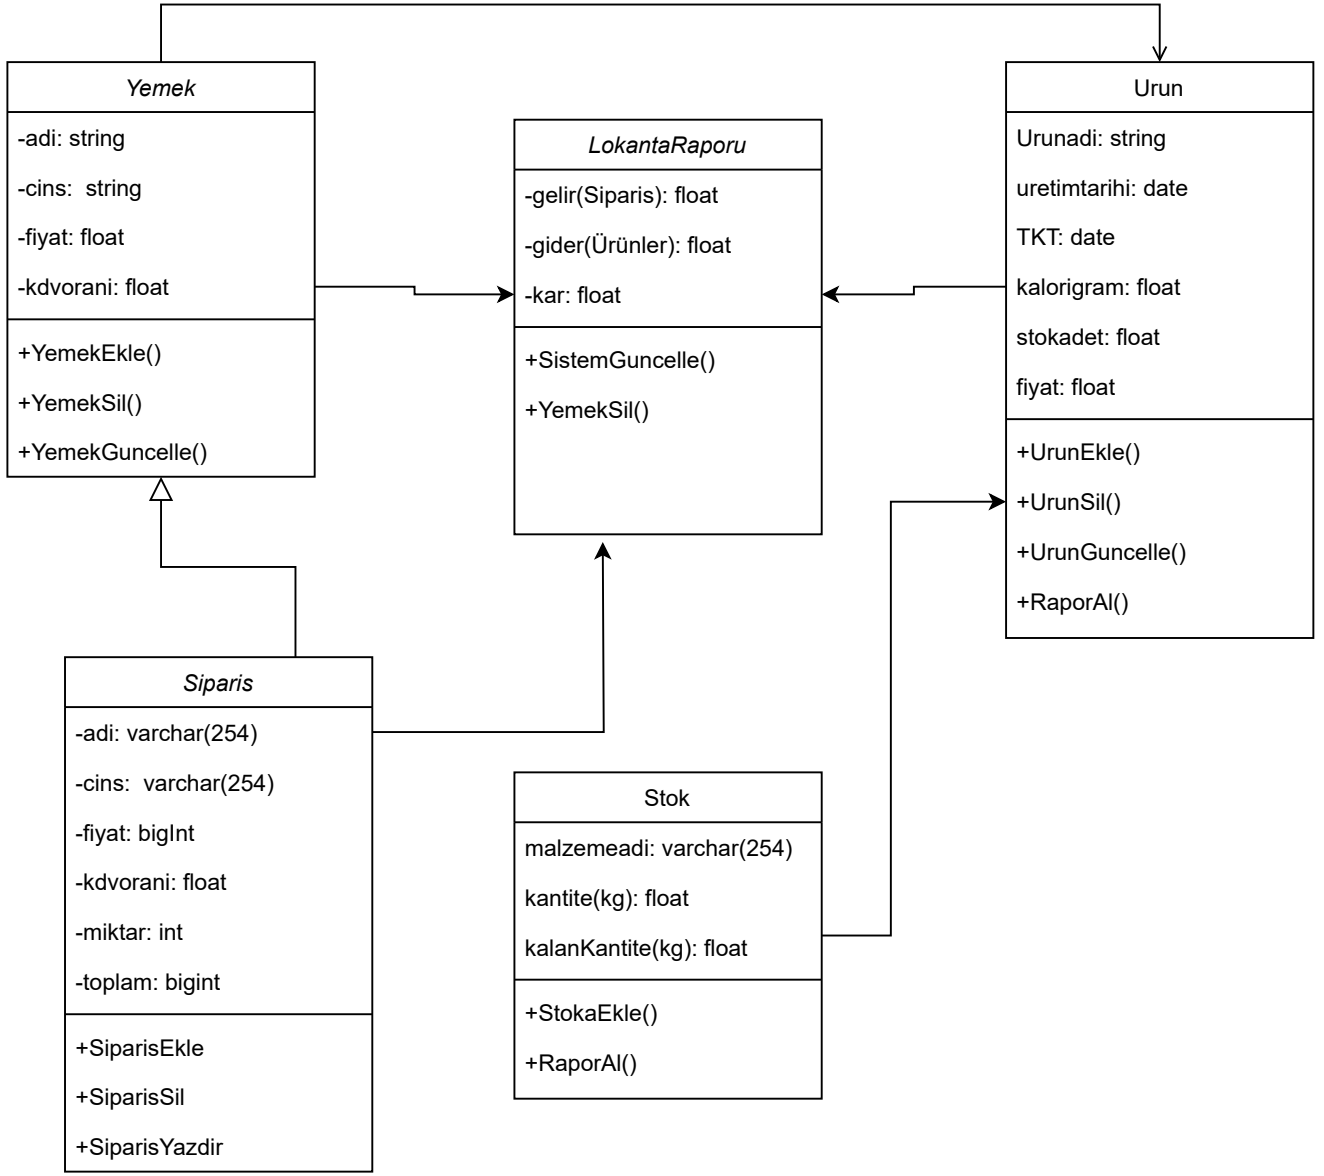 Yemek
-adi: string
-cins:  string
-fiyat: float
-kdvorani: float
+YemekEkle()
+YemekSil()
+YemekGuncelle()
LokantaRaporu
-gelir(Siparis): float
-gider(Ürünler): float
-kar: float
+SistemGuncelle()
+YemekSil()
Urun
Urunadi: string
uretimtarihi: date
TKT: date
kalorigram: float
stokadet: float
fiyat: float
+UrunEkle()
+UrunSil()
+UrunGuncelle()
+RaporAl()
Siparis
-adi: varchar(254)
-cins:  varchar(254)
-fiyat: bigInt
-kdvorani: float
-miktar: int
-toplam: bigint
+SiparisEkle
+SiparisSil
+SiparisYazdir
Stok
malzemeadi: varchar(254)
kantite(kg): float
kalanKantite(kg): float
+StokaEkle()
+RaporAl()